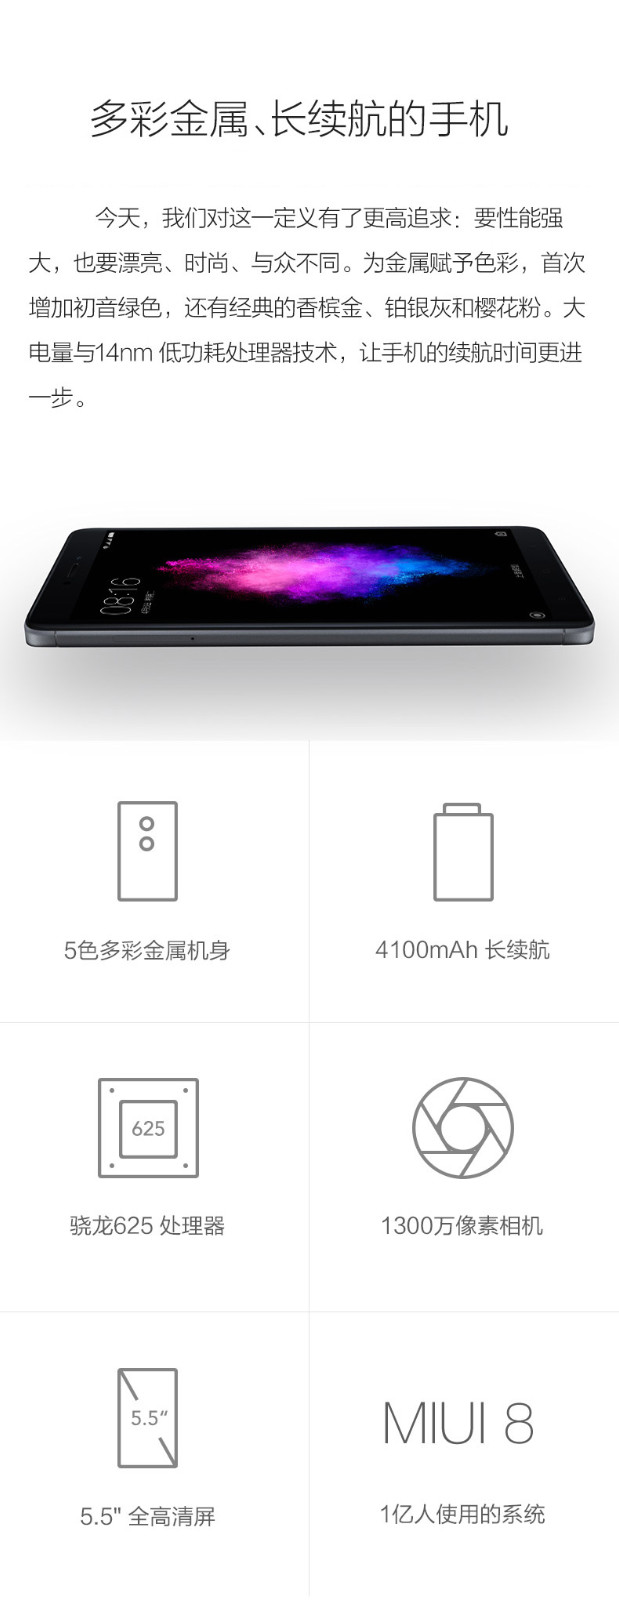 多彩金属、长续航的手机
今天，我们对这一定义有了更高追求：要性能强
大，也要漂亮、时尚、与众不同。为金属赋予色彩，首次
增加初音绿色，还有经典的香槟金、铂银灰和樱花粉。大
电量与14nm 低功耗处理器技术，让手机的续航时间更进
一步。
08:16
5色多彩金属机身
4100mAh 长续航
625
骁龙625 处理器
1300万像素相机
5.5"
5.5" 全高清屏
MIUI 8
1亿人使用的系统